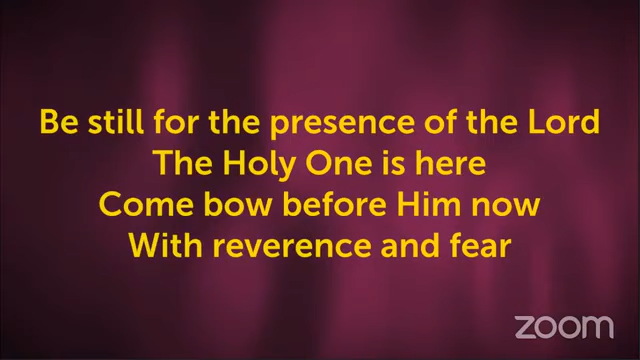 Be still for the presence of the Lord
The Holy One is here
Come bow before Him now
With reverence and fear
zoom